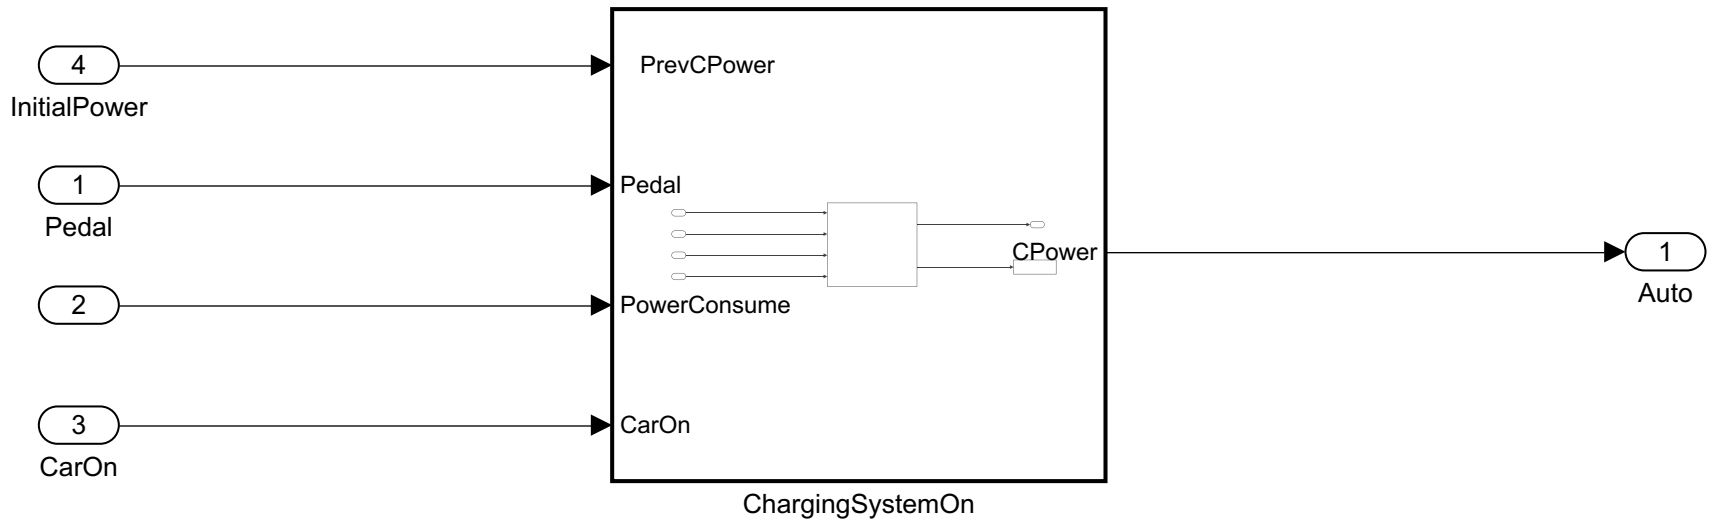 4
InitialPower
PrevCPower
1
Pedal
Pedal
2
PowerConsume
3
CarOn
CarOn
CPower
1
Auto
ChargingSystemOn